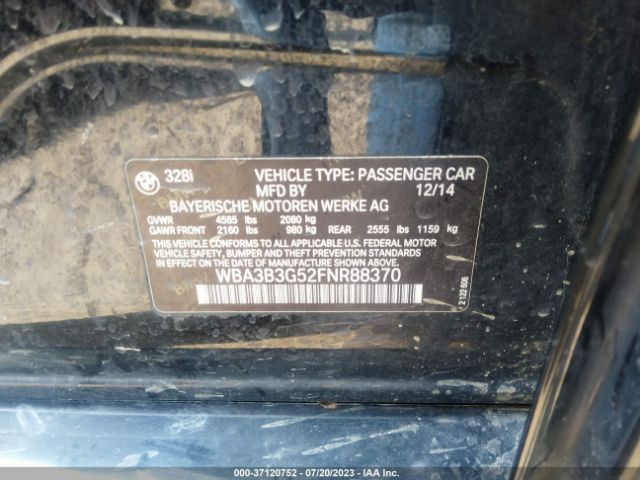 328i VEHICLE TYPE: PASSENGER CAR
MFD BY 12/14
BAYERISCHE MOTOREN WERKE AG
GVWR 4585 lbs 2080 kg
GAWR FRONT 2160 lbs 980 kg REAR 2555 lbs 1159 kg
THIS VEHICLE CONFORMS TO ALL APPLICABLE U.S. FEDERAL MOTOR
VEHICLE SAFETY, BUMPER AND THEFT PREVENTION STANDARDS
IN EFFECT ON THE DATE OF MANUFACTURE SHOWN ABOVE.
WBA3B3G52FNR88370
2 122 606
000-37120752 - 07/20/2023 - IAA Inc.